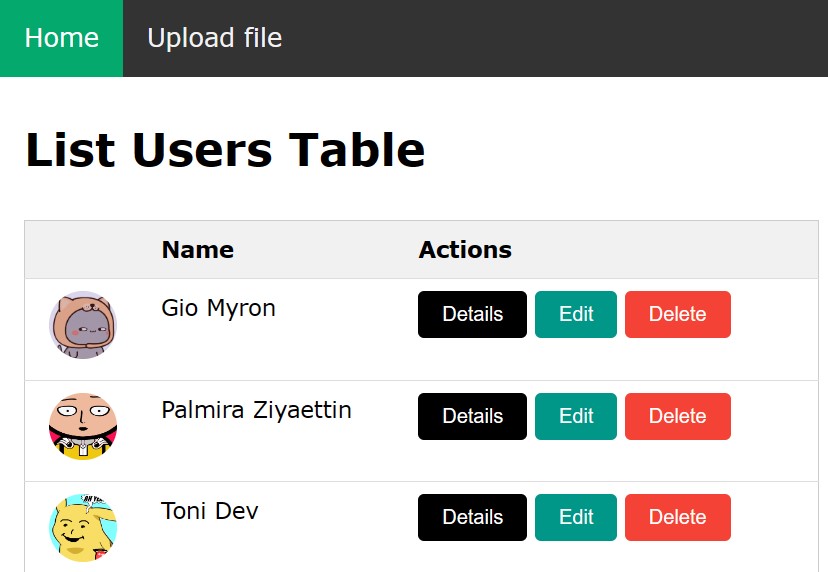 Home Upload file
List Users Table
Name Actions
Gio Myron Details Edit Delete
Palmira Ziyaettin Details Edit Delete
Toni Dev Details Edit Delete